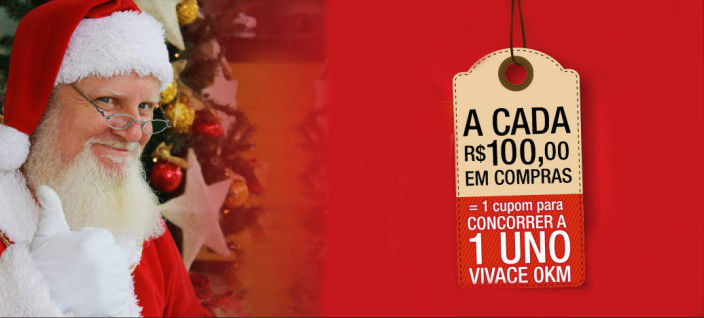 A CADA
R$100,00
EM COMPRAS
= 1 cupom para
CONCORRER A
1 UNO
VIVACE 0KM